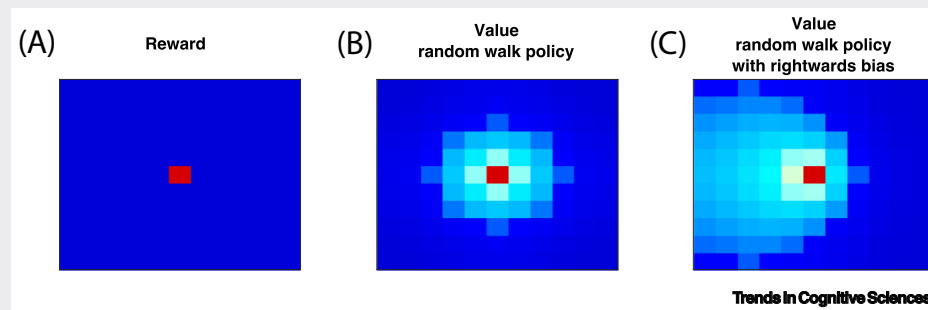 (A)
Reward
(B)
Value
random walk policy
(C)
Value
random walk policy
with rightwards bias
Trends in Cognitive Sciences